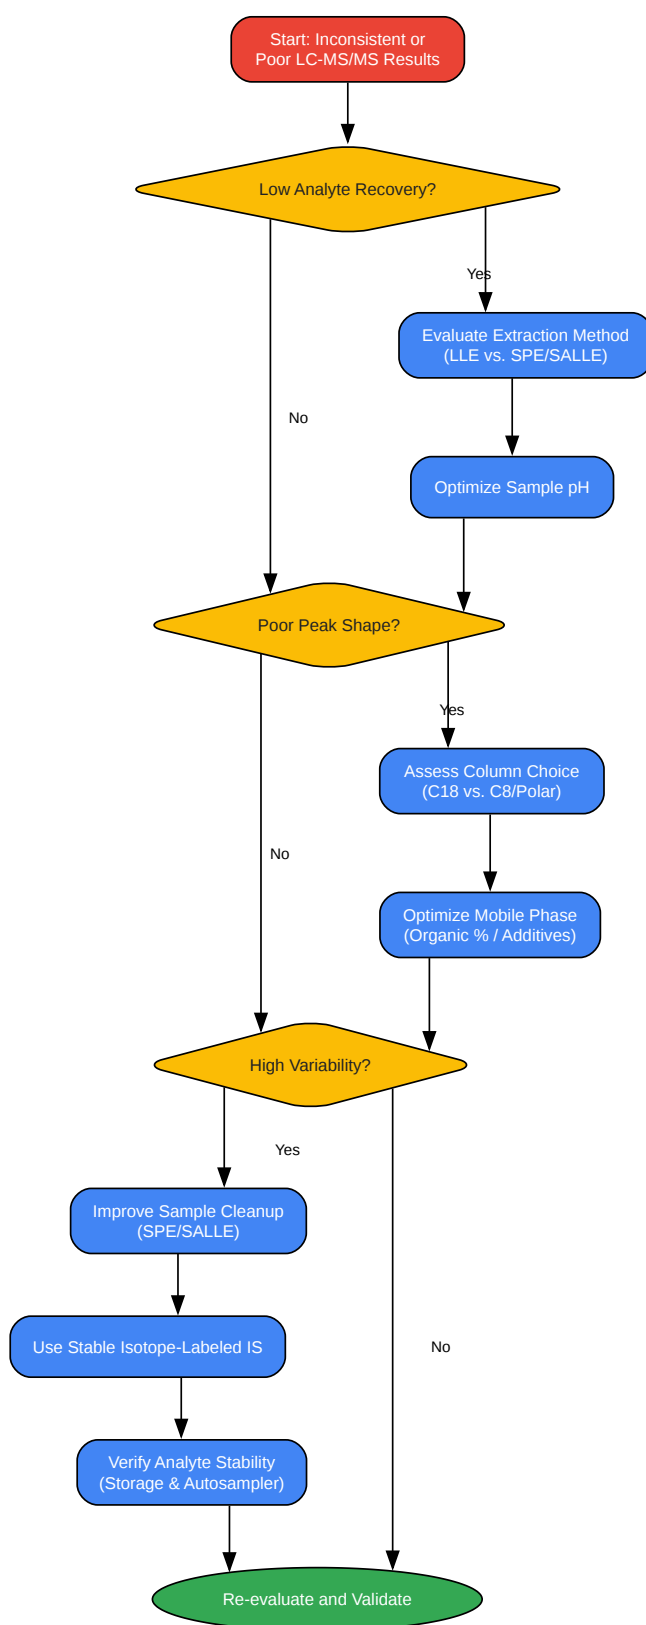 Start: Inconsistent or
Poor LC-MS/MS Results
Low Analyte Recovery?
Yes
Evaluate Extraction Method
(LLE vs. SPE/SALLE)
No
Optimize Sample pH
Poor Peak Shape?
Yes
Assess Column Choice
(C18 vs. C8/Polar)
No
Optimize Mobile Phase
(Organic % / Additives)
High Variability?
Yes
Improve Sample Cleanup
(SPE/SALLE)
Use Stable Isotope-Labeled IS
No
Verify Analyte Stability
(Storage & Autosampler)
Re-evaluate and Validate